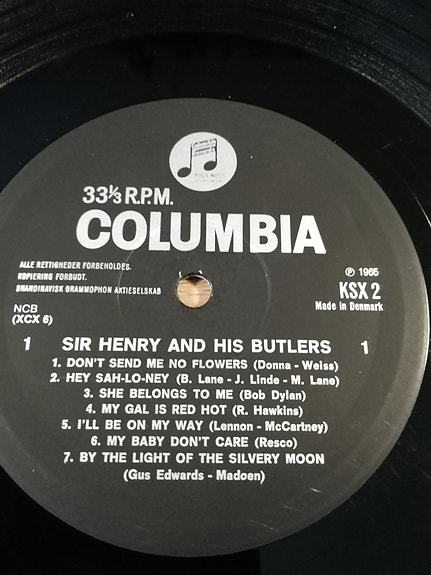 MAGIC NOTES
33⅓ R.P.M.
COLUMBIA
ALLE RETTIGHEDER FORBEHOLDES.
KOPIERING FORBUDT.
SKANDINAVISK GRAMMOPHON AKTIESELSKAB
℗ 1965
KSX 2
Made in Denmark
NCB
(XCX 6)
1 SIR HENRY AND HIS BUTLERS 1
1. DON'T SEND ME NO FLOWERS (Donna - Weiss)
2. HEY SAH-LO-NEY (B. Lane - J. Linde - M. Lane)
3. SHE BELONGS TO ME (Bob Dylan)
4. MY GAL IS RED HOT (R. Hawkins)
5. I'LL BE ON MY WAY (Lennon - McCartney)
6. MY BABY DON'T CARE (Resco)
7. BY THE LIGHT OF THE SILVERY MOON
(Gus Edwards - Madøen)